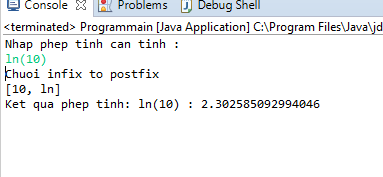 Console Problems Debug Shell
<terminated> Programmain [Java Application] C:\Program Files\Java\jd
Nhap phep tinh can tinh :
ln(10)
Chuoi infix to postfix
[10, ln]
Ket qua phep tinh: ln(10) : 2.302585092994046